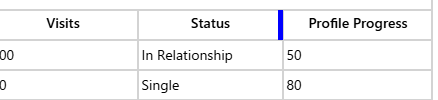 Visits Status Profile Progress
00 In Relationship 50
0 Single 80